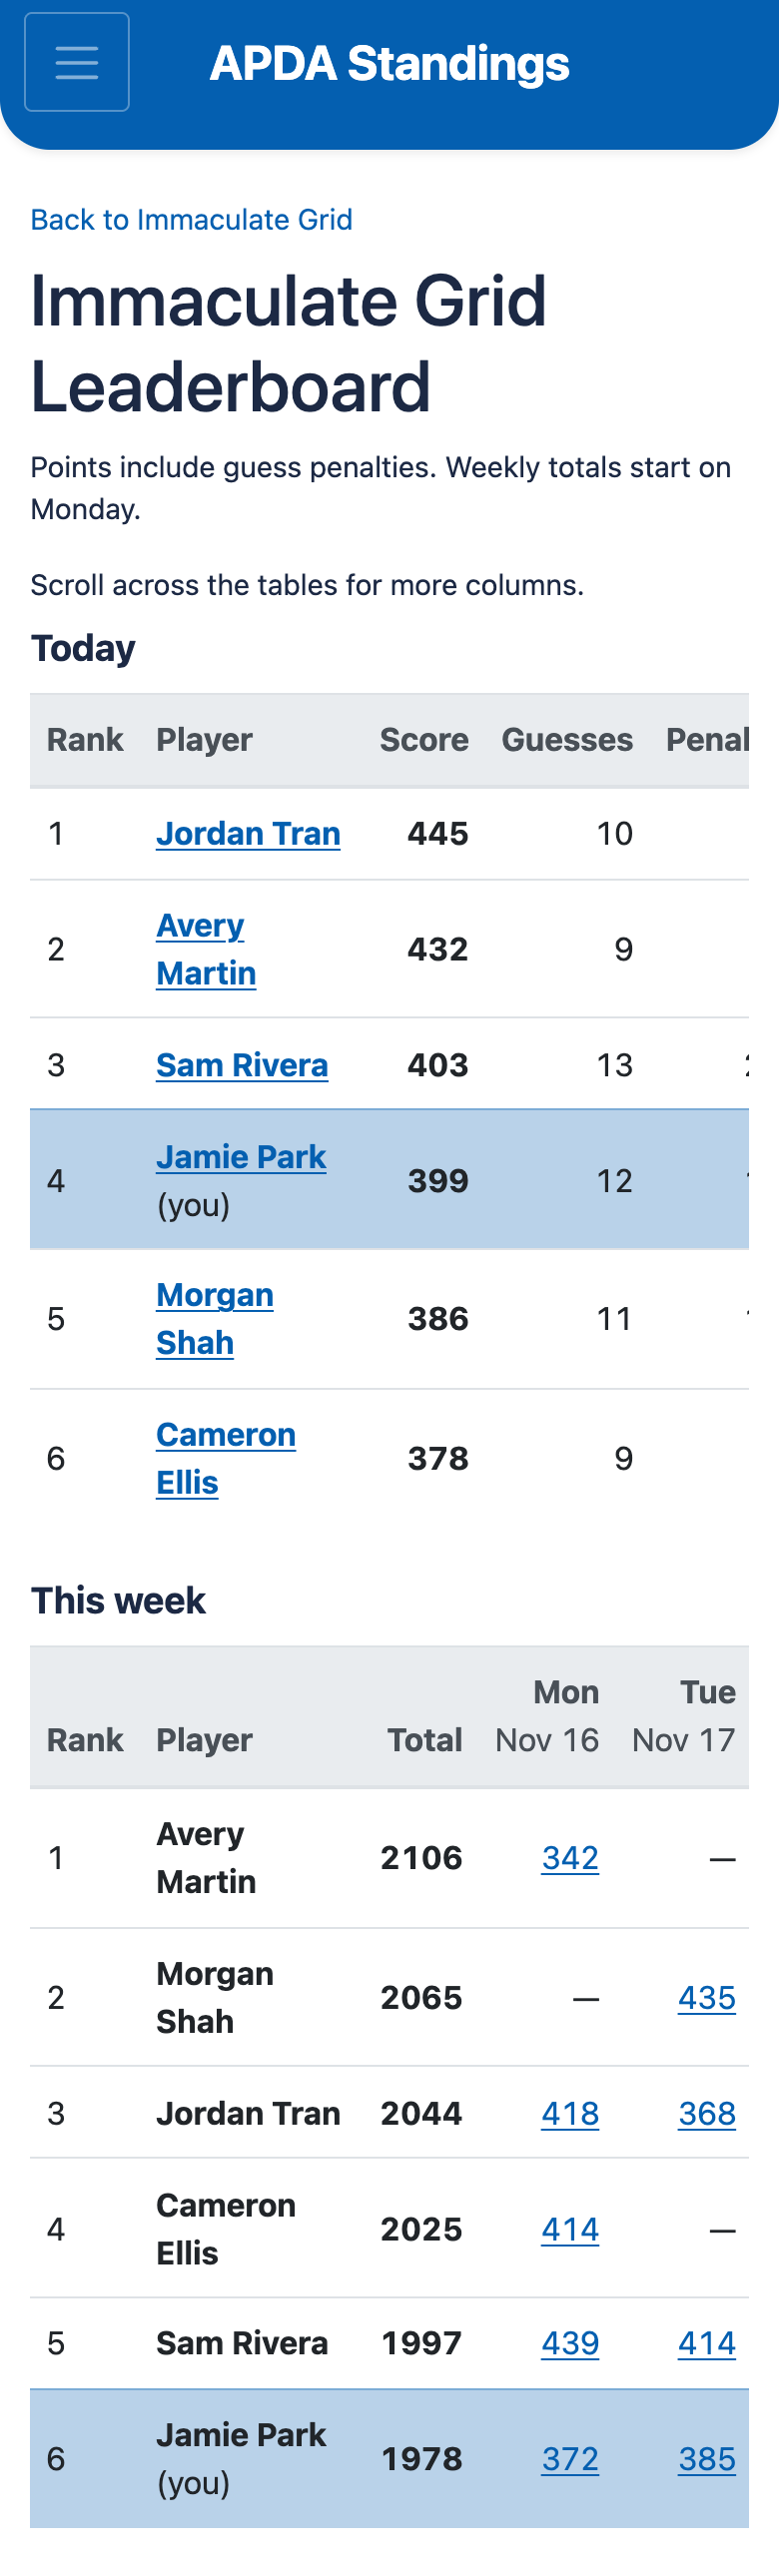 APDA Standings
Back to Immaculate Grid
Immaculate Grid
Leaderboard
Points include guess penalties. Weekly totals start on
Monday.
Scroll across the tables for more columns.
Today
Rank Player Score Guesses
1 Jordan Tran 445 10
2 Avery Martin 432 9
3 Sam Rivera 403 13
4 Jamie Park (you) 399 12
5 Morgan Shah 386 11
6 Cameron Ellis 378 9
This week
Rank Player Total Mon Nov 16 Tue Nov 17
1 Avery Martin 2106 342 —
2 Morgan Shah 2065 — 435
3 Jordan Tran 2044 418 368
4 Cameron Ellis 2025 414 —
5 Sam Rivera 1997 439 414
6 Jamie Park (you) 1978 372 385